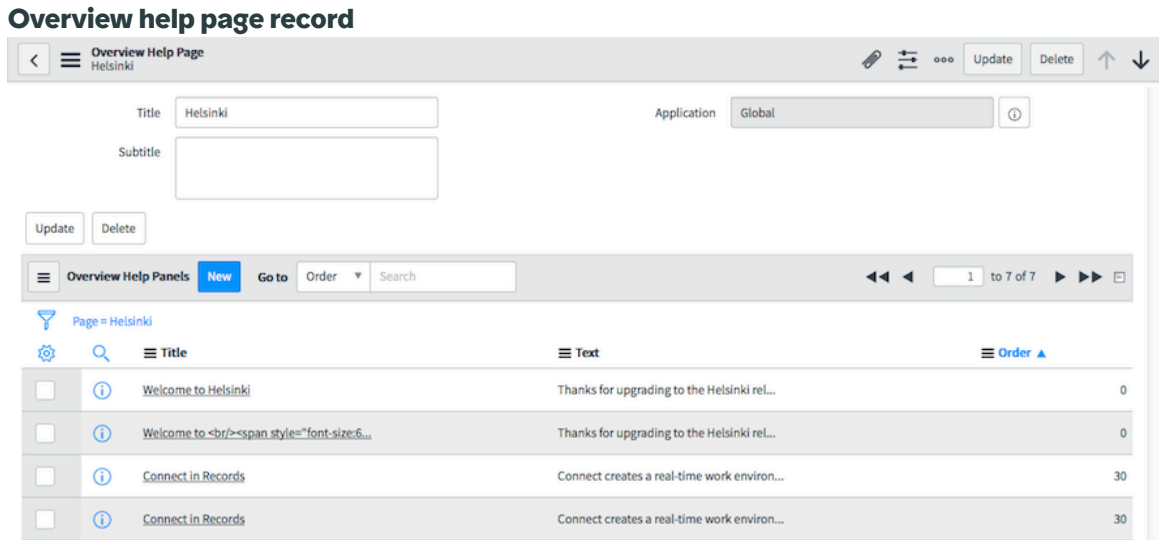 Overview help page record
Overview Help Page
Helsinki
Update Delete
Title Helsinki Application Global
Subtitle
Update Delete
Overview Help Panels New Go to Order Search 1 to 7 of 7
Page = Helsinki
Title Text Order
Welcome to Helsinki Thanks for upgrading to the Helsinki rel... 0
Welcome to <br/><span style="font-size:6... Thanks for upgrading to the Helsinki rel... 0
Connect in Records Connect creates a real-time work environ... 30
Connect in Records Connect creates a real-time work environ... 30